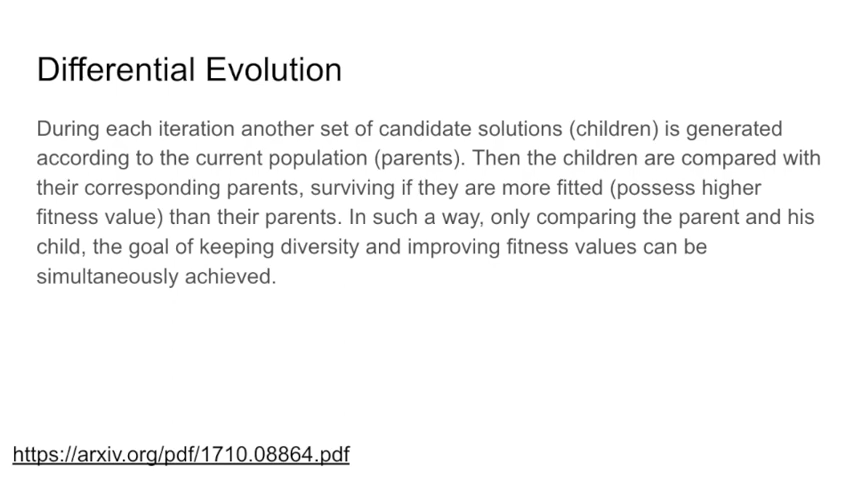 Differential Evolution
During each iteration another set of candidate solutions (children) is generated
according to the current population (parents). Then the children are compared with
their corresponding parents, surviving if they are more fitted (possess higher
fitness value) than their parents. In such a way, only comparing the parent and his
child, the goal of keeping diversity and improving fitness values can be
simultaneously achieved.
https://arxiv.org/pdf/1710.08864.pdf